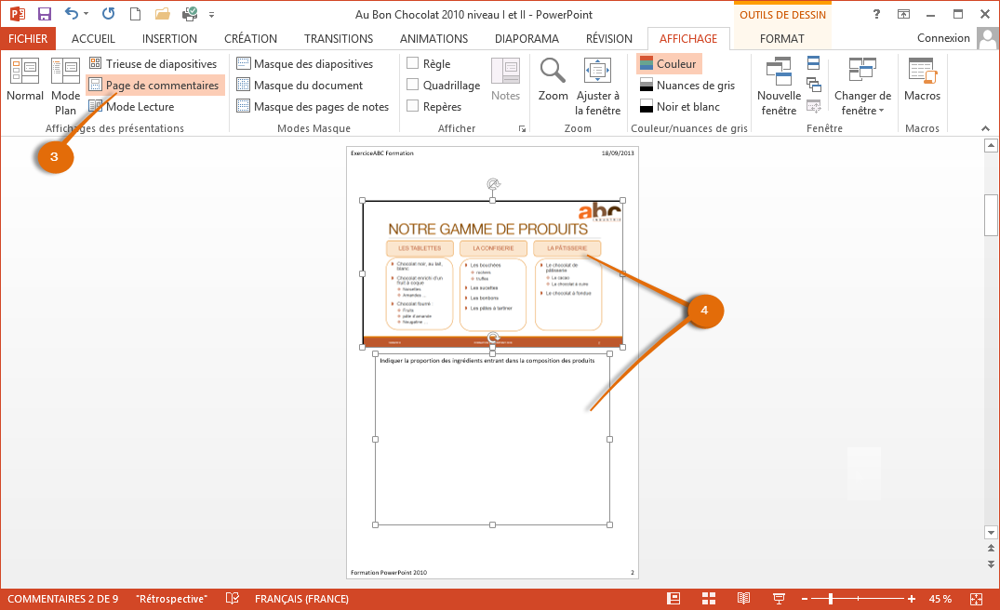 Au Bon Chocolat 2010 niveau I et II - PowerPoint
OUTILS DE DESSIN
?
FICHIER ACCUEIL INSERTION CRÉATION TRANSITIONS ANIMATIONS DIAPORAMA RÉVISION AFFICHAGE FORMAT Connexion
Normal
Mode Plan
Trieuse de diapositives
Page de commentaires
Mode Lecture
Affichages des présentations
Masque des diapositives
Masque du document
Masque des pages de notes
Modes Masque
Règle
Quadrillage
Repères
Notes
Afficher
Zoom
Ajuster à la fenêtre
Zoom
Couleur
Nuances de gris
Noir et blanc
Couleur/nuances de gris
Nouvelle fenêtre
Changer de fenêtre
Fenêtre
Macros
Macros
3
ExerciceABC Formation 18/09/2013
abc
INDUSTRIE
NOTRE GAMME DE PRODUITS
LES TABLETTES
Chocolat noir, au lait, blanc
Chocolat enrichi d'un fruit à coque
Noisettes
Amandes ...
Chocolat fourré :
Fruits
pâte d'amande
Nougatine ...
LA CONFISERIE
Les bouchées
rochers
truffes
Les sucettes
Les bonbons
Les pâtes à tartiner
LA PÂTISSERIE
Le chocolat de pâtisserie
Le cacao
Le chocolat à cuire
Le chocolat à fondue
4
Indiquer la proportion des ingrédients entrant dans la composition des produits
Formation PowerPoint 2010 2
COMMENTAIRES 2 DE 9 "Rétrospective" FRANÇAIS (FRANCE) 45 %